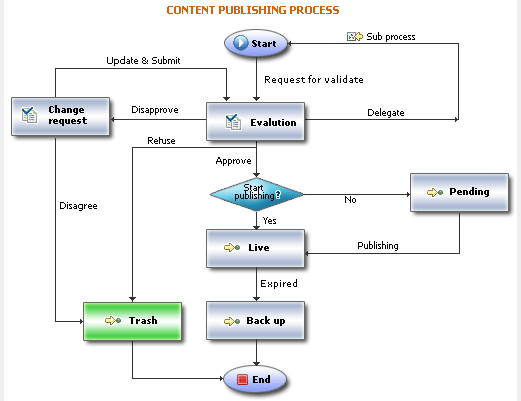 CONTENT PUBLISHING PROCESS
Start
Sub process
Update & Submit
Request for validate
Change
request
Disapprove
Evalution
Delegate
Refuse
Approve
Start
publishing?
No
Pending
Disagree
Yes
Live
Publishing
Expired
Trash
Back up
End